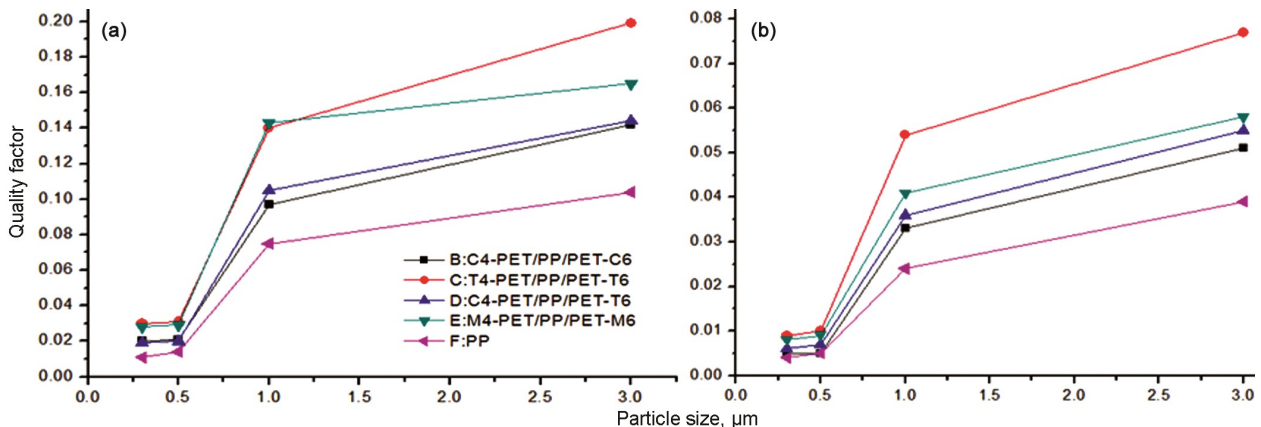 (a)
0.20
0.18
0.16
0.14
0.12
0.10
0.08
0.06
0.04
0.02
0.00
Quality factor
B:C4-PET/PP/PET-C6
C:T4-PET/PP/PET-T6
D:C4-PET/PP/PET-T6
E:M4-PET/PP/PET-M6
F:PP
0.0 0.5 1.0 1.5 2.0 2.5 3.0
(b)
0.08
0.07
0.06
0.05
0.04
0.03
0.02
0.01
0.00
0.0 0.5 1.0 1.5 2.0 2.5 3.0
Particle size, µm